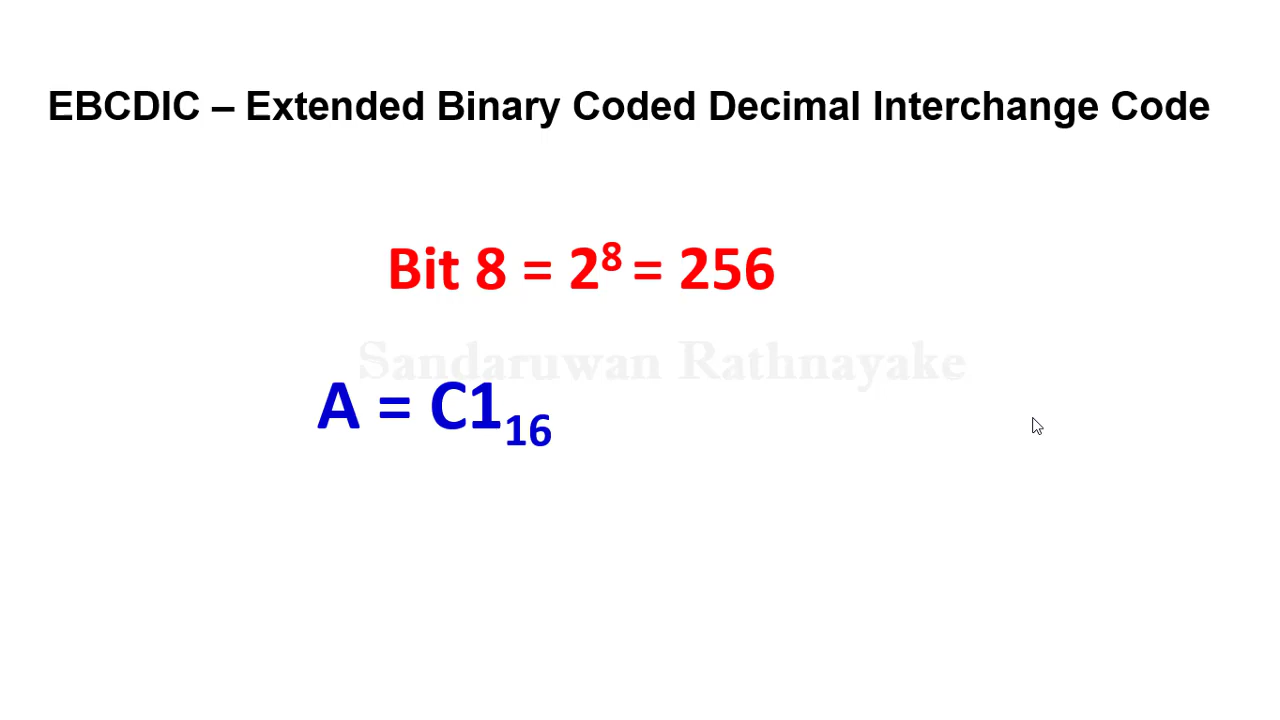 EBCDIC – Extended Binary Coded Decimal Interchange Code
Bit 8 = 2⁸ = 256
Sandaruwan Rathnayake
A = C1₁₆